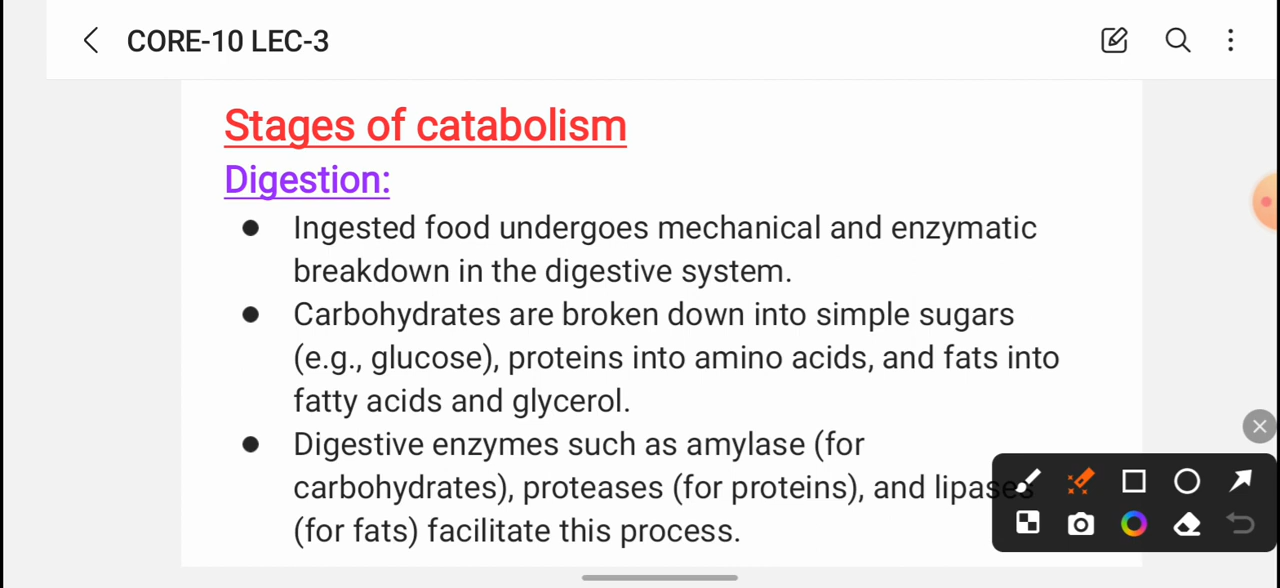 CORE-10 LEC-3
Stages of catabolism
Digestion:
● Ingested food undergoes mechanical and enzymatic
breakdown in the digestive system.
● Carbohydrates are broken down into simple sugars
(e.g., glucose), proteins into amino acids, and fats into
fatty acids and glycerol.
● Digestive enzymes such as amylase (for
carbohydrates), proteases (for proteins), and lipases
(for fats) facilitate this process.